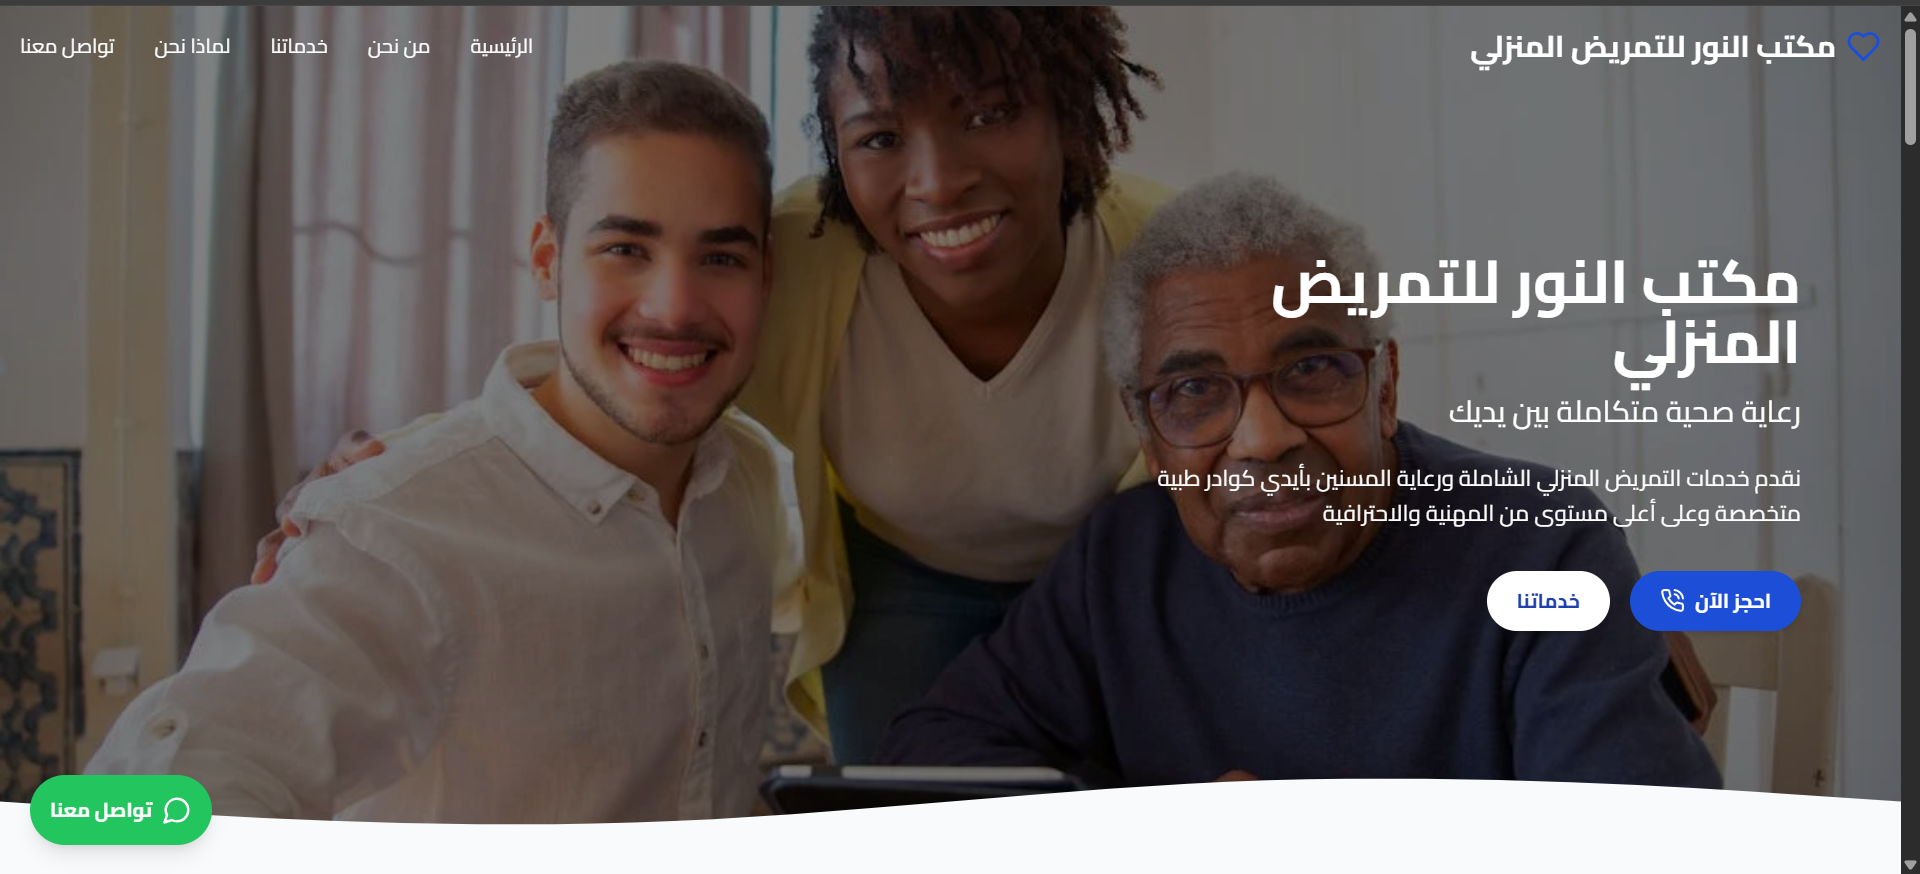 مكتب النور للتمريض المنزلي
الرئيسية
من نحن
خدماتنا
لماذا نحن
تواصل معنا
مكتب النور للتمريض
المنزلي
رعاية صحية متكاملة بين يديك
نقدم خدمات التمريض المنزلي الشاملة ورعاية المسنين بأيدي كوادر طبية
متخصصة وعلى أعلى مستوى من المهنية والاحترافية
احجز الآن
خدماتنا
تواصل معنا